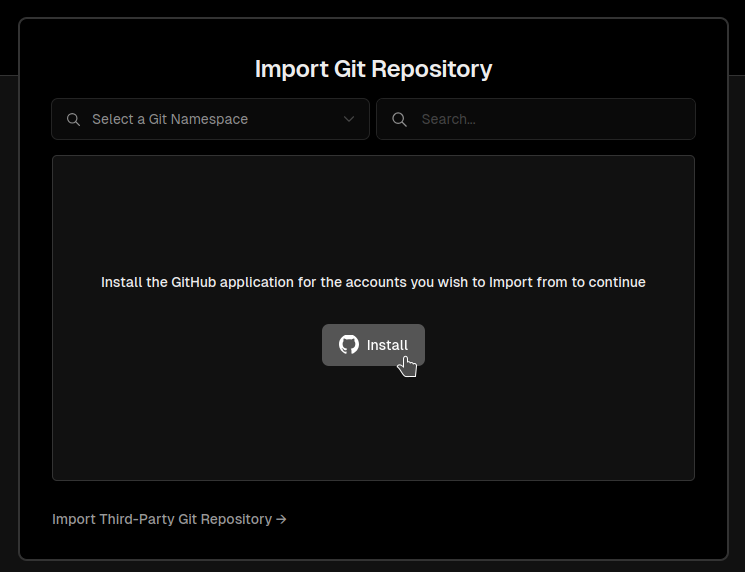 Import Git Repository
Select a Git Namespace
Search...
Install the GitHub application for the accounts you wish to Import from to continue
Install
Import Third-Party Git Repository →